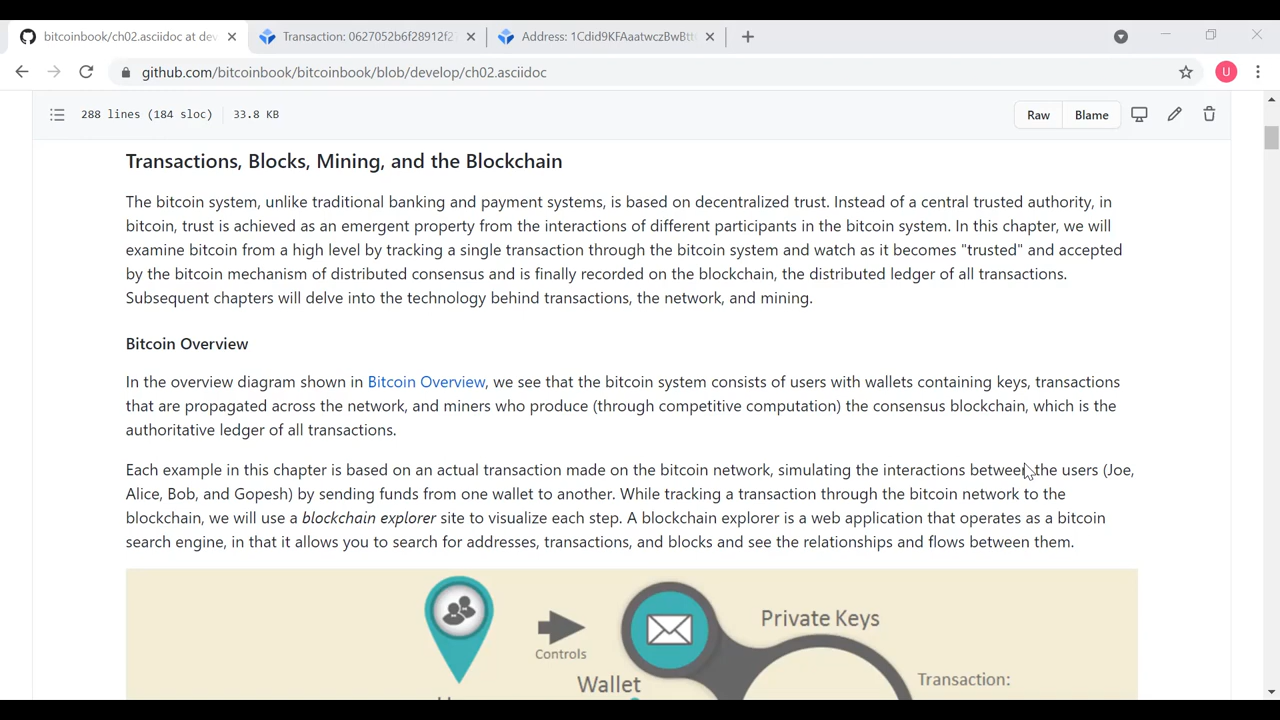 bitcoinbook/ch02.asciidoc at dev
Transaction: 0627052b6f28912f2
Address: 1Cdid9KFAaatwczBwBtt
github.com/bitcoinbook/bitcoinbook/blob/develop/ch02.asciidoc
U
288 lines (184 sloc) 33.8 KB
Raw Blame
Transactions, Blocks, Mining, and the Blockchain
The bitcoin system, unlike traditional banking and payment systems, is based on decentralized trust. Instead of a central trusted authority, in
bitcoin, trust is achieved as an emergent property from the interactions of different participants in the bitcoin system. In this chapter, we will
examine bitcoin from a high level by tracking a single transaction through the bitcoin system and watch as it becomes "trusted" and accepted
by the bitcoin mechanism of distributed consensus and is finally recorded on the blockchain, the distributed ledger of all transactions.
Subsequent chapters will delve into the technology behind transactions, the network, and mining.
Bitcoin Overview
In the overview diagram shown in Bitcoin Overview, we see that the bitcoin system consists of users with wallets containing keys, transactions
that are propagated across the network, and miners who produce (through competitive computation) the consensus blockchain, which is the
authoritative ledger of all transactions.
Each example in this chapter is based on an actual transaction made on the bitcoin network, simulating the interactions between the users (Joe,
Alice, Bob, and Gopesh) by sending funds from one wallet to another. While tracking a transaction through the bitcoin network to the
blockchain, we will use a blockchain explorer site to visualize each step. A blockchain explorer is a web application that operates as a bitcoin
search engine, in that it allows you to search for addresses, transactions, and blocks and see the relationships and flows between them.
Private Keys
Controls
Wallet
Transaction: